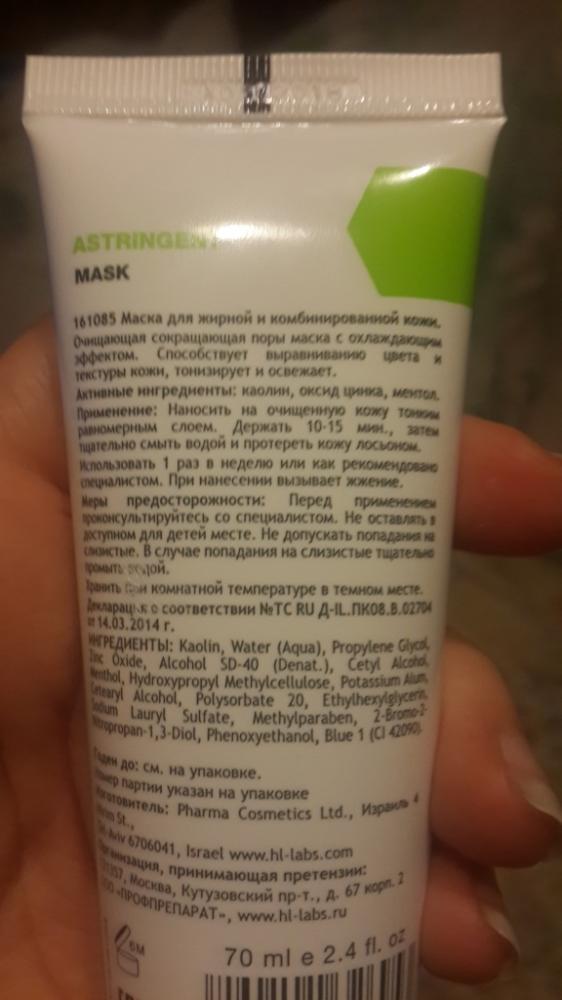 ASTRINGENT
MASK
161085 Маска для жирной и комбинированной кожи.
Очищающая сокращающая поры маска с охлаждающим
эффектом. Способствует выравниванию цвета и
текстуры кожи, тонизирует и освежает.
Активные ингредиенты: каолин, оксид цинка, ментол.
Применение: Наносить на очищенную кожу тонким
равномерным слоем. Держать 10-15 мин., затем
тщательно смыть водой и протереть кожу лосьоном.
Использовать 1 раз в неделю или как рекомендовано
специалистом. При нанесении вызывает жжение.
Меры предосторожности: Перед применением
проконсультируйтесь со специалистом. Не оставлять в
доступном для детей месте. Не допускать попадания на
слизистые. В случае попадания на слизистые тщательно
промыть водой.
Хранить при комнатной температуре в темном месте.
Декларация о соответствии №TC RU Д-IL.ПК08.В.02704
от 14.03.2014 г.
ИНГРЕДИЕНТЫ: Kaolin, Water (Aqua), Propylene Glycol,
Zinc Oxide, Alcohol SD-40 (Denat.), Cetyl Alcohol,
Menthol, Hydroxypropyl Methylcellulose, Potassium Alum,
Cetearyl Alcohol, Polysorbate 20, Ethylhexylglycerin,
Sodium Lauryl Sulfate, Methylparaben, 2-Bromo-2-
Nitropropan-1,3-Diol, Phenoxyethanol, Blue 1 (CI 42090).
Годен до: см. на упаковке.
Номер партии указан на упаковке
Изготовитель: Pharma Cosmetics Ltd., Израиль 4
St.,
Tel-Aviv 6706041, Israel www.hl-labs.com
Организация, принимающая претензии:
121357, Москва, Кутузовский пр-т., д. 67 корп. 2
ООО «ПРОФПРЕПАРАТ», www.hl-labs.ru
6M
70 ml e 2.4 fl. oz